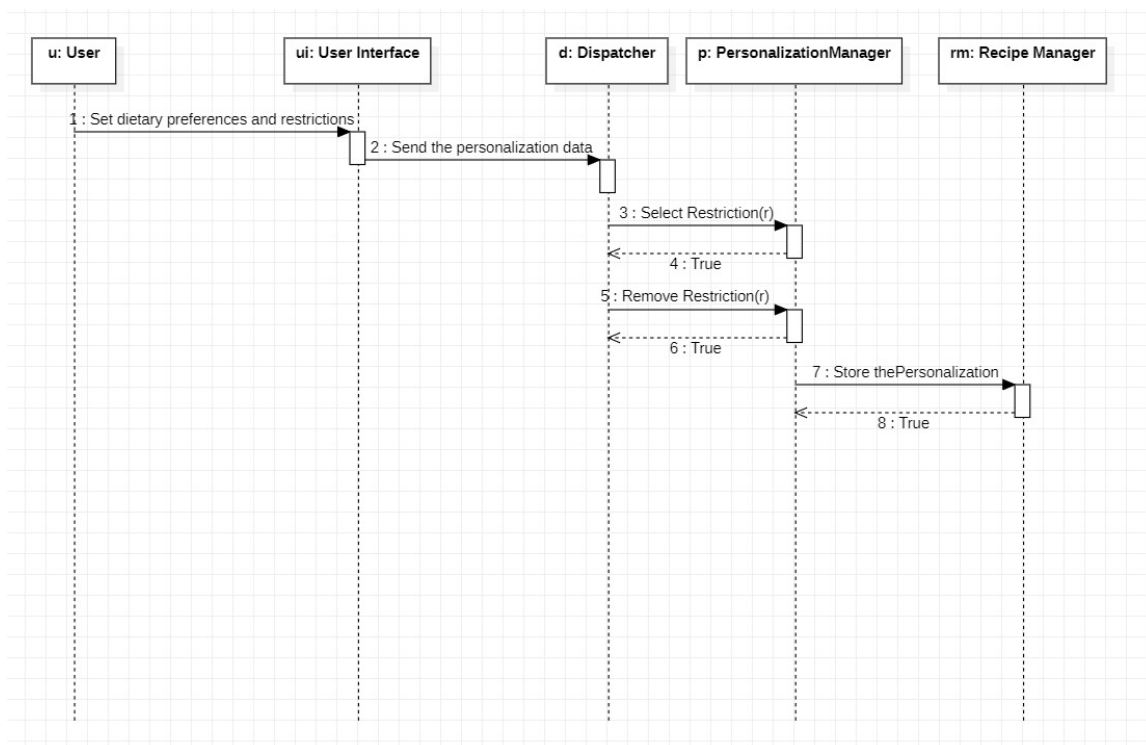 u: User
ui: User Interface
d: Dispatcher
p: PersonalizationManager
rm: Recipe Manager
1 : Set dietary preferences and restrictions
2 : Send the personalization data
3 : Select Restriction(r)
4 : True
5 : Remove Restriction(r)
6 : True
7 : Store thePersonalization
8 : True